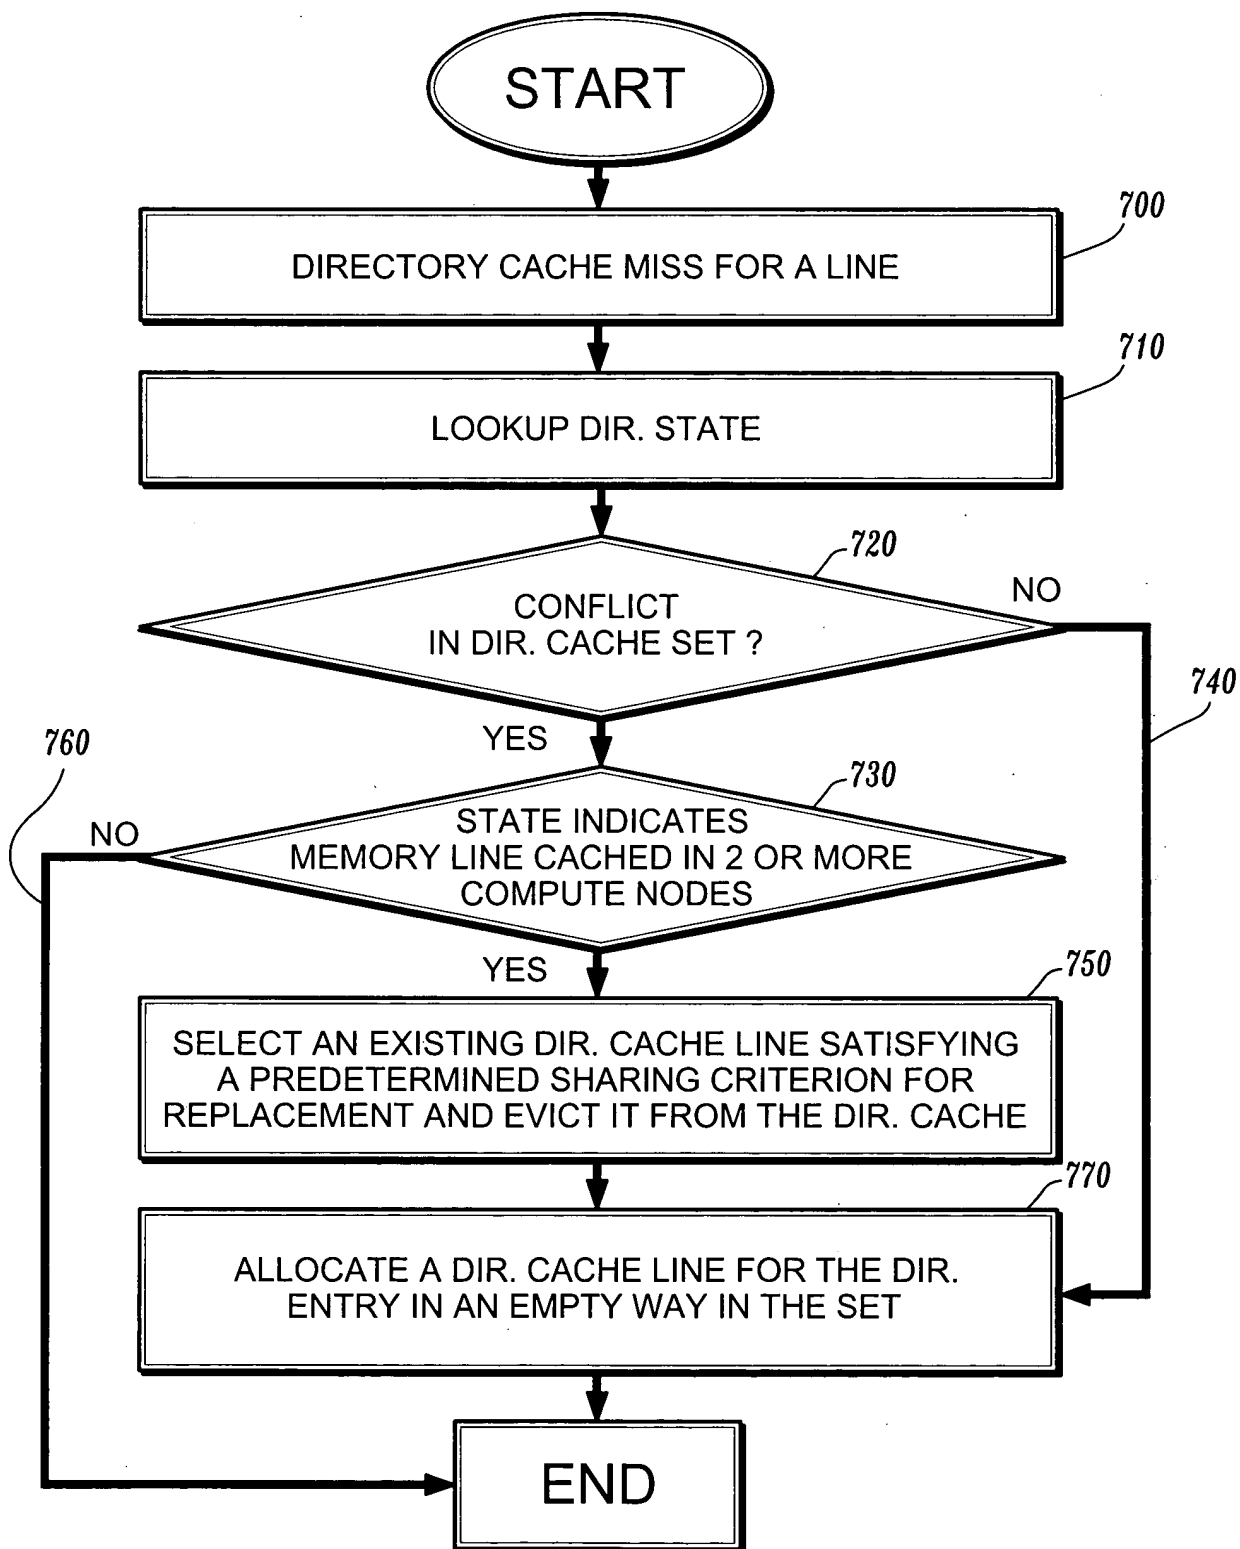 START
700
DIRECTORY CACHE MISS FOR A LINE
710
LOOKUP DIR. STATE
720
NO
CONFLICT
IN DIR. CACHE SET ?
740
YES
760
730
NO
STATE INDICATES
MEMORY LINE CACHED IN 2 OR MORE
COMPUTE NODES
YES
750
SELECT AN EXISTING DIR. CACHE LINE SATISFYING
A PREDETERMINED SHARING CRITERION FOR
REPLACEMENT AND EVICT IT FROM THE DIR. CACHE
770
ALLOCATE A DIR. CACHE LINE FOR THE DIR.
ENTRY IN AN EMPTY WAY IN THE SET
END